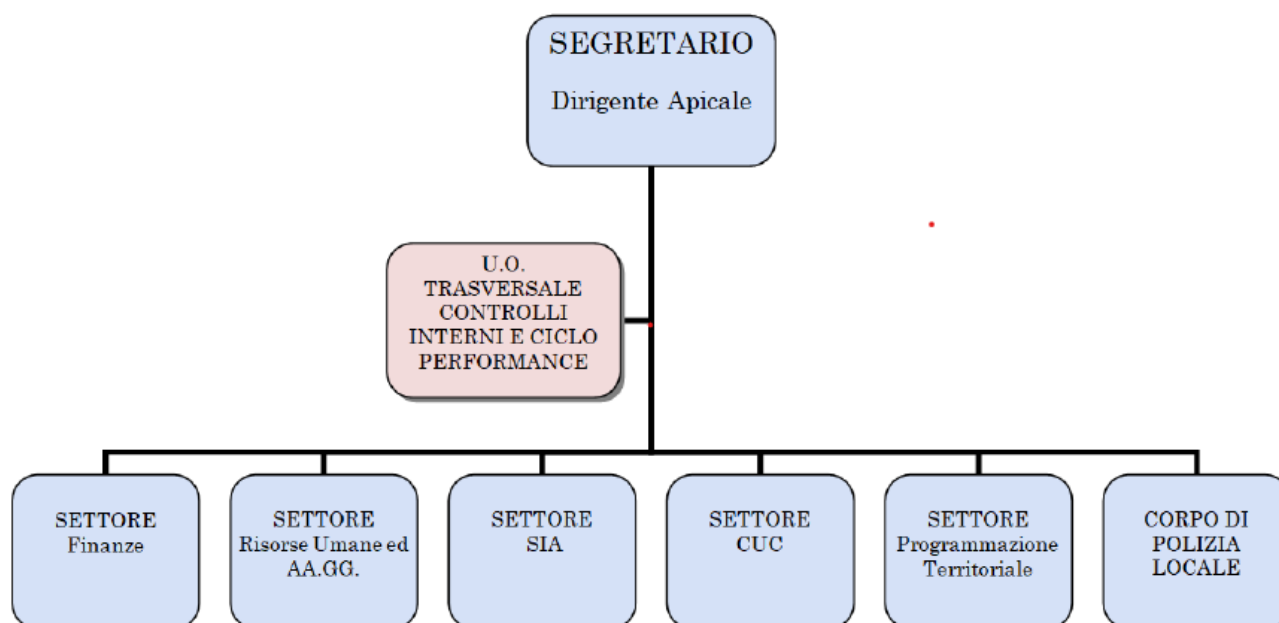 SEGRETARIO
Dirigente Apicale
U.O.
TRASVERSALE
CONTROLLI
INTERNI E CICLO
PERFORMANCE
SETTORE
Finanze
SETTORE
Risorse Umane ed
AA.GG.
SETTORE
SIA
SETTORE
CUC
SETTORE
Programmazione
Territoriale
CORPO DI
POLIZIA
LOCALE